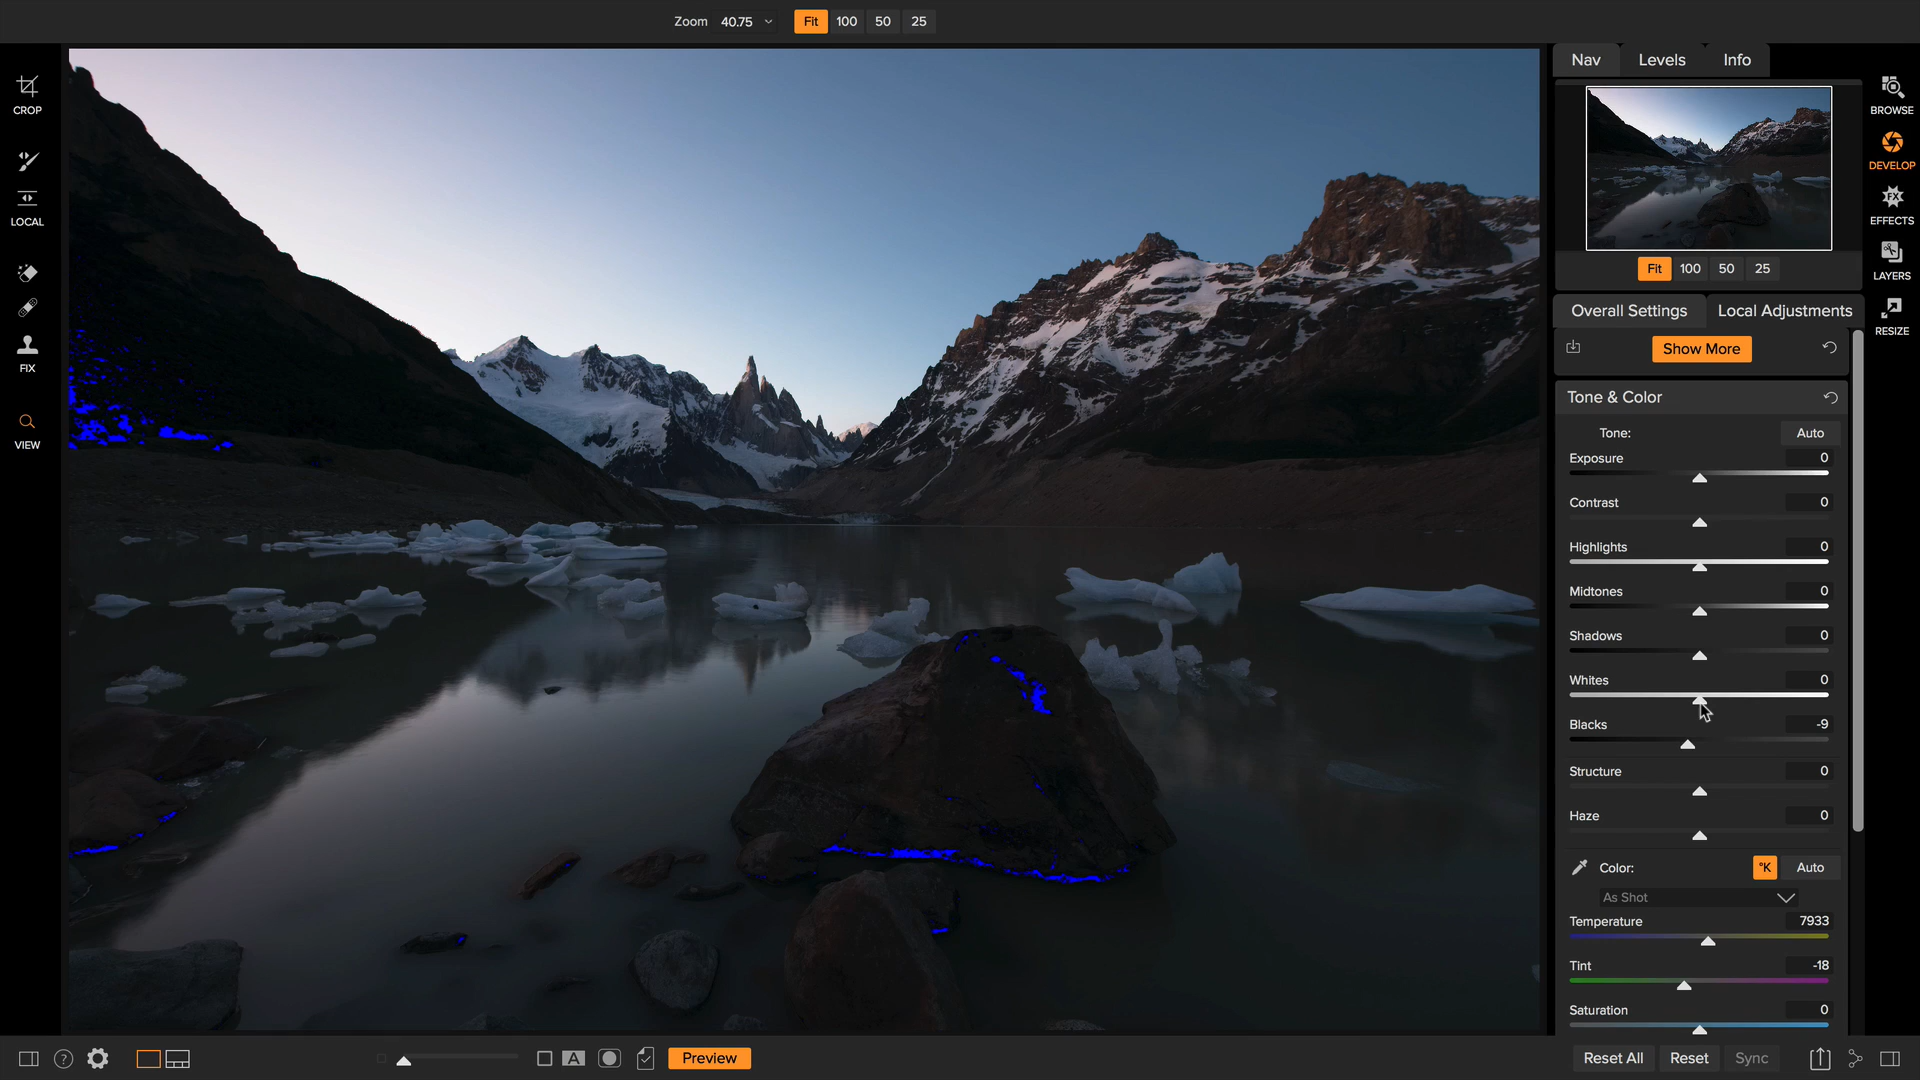 Zoom 40.75 Fit 100 50 25
CROP
LOCAL
FIX
VIEW
Nav Levels Info
Fit 100 50 25
BROWSE
DEVELOP
FX
EFFECTS
LAYERS
RESIZE
Overall Settings Local Adjustments
Show More
Tone & Color
Tone: Auto
Exposure 0
Contrast 0
Highlights 0
Midtones 0
Shadows 0
Whites 0
Blacks -9
Structure 0
Haze 0
Color: °K Auto
As Shot
Temperature 7933
Tint -18
Saturation 0
? A Preview
Reset All Reset Sync